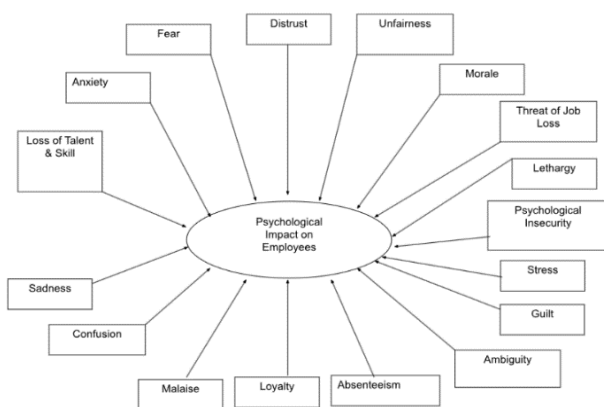 Distrust
Unfairness
Fear
Morale
Anxiety
Threat of Job
Loss
Loss of Talent
& Skill
Lethargy
Psychological
Impact on
Employees
Psychological
Insecurity
Stress
Sadness
Guilt
Confusion
Ambiguity
Malaise
Loyalty
Absenteeism